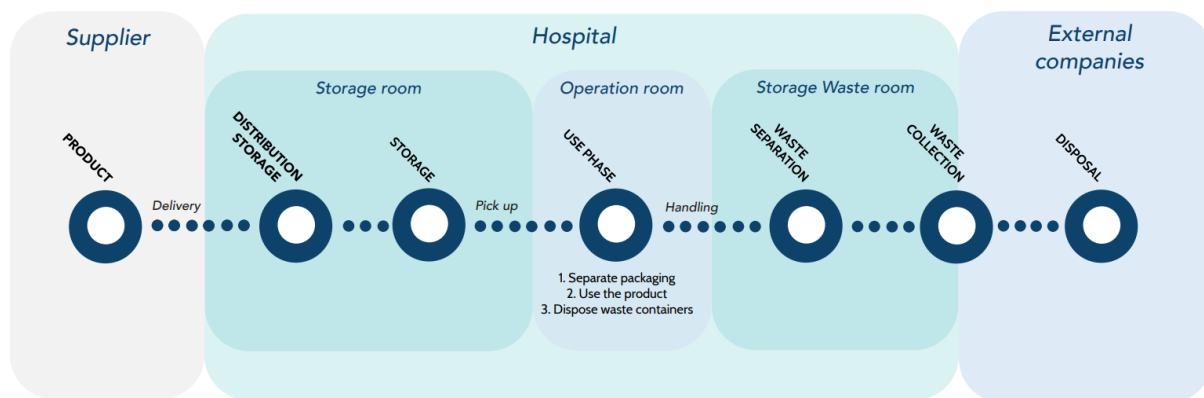 Supplier
Hospital
External
companies
Storage room
Operation room
Storage Waste room
PRODUCT
DISTRIBUTION
STORAGE
STORAGE
USE PHASE
WASTE
SEPARATION
WASTE
COLLECTION
DISPOSAL
Delivery
Pick up
Handling
1. Separate packaging
2. Use the product
3. Dispose waste containers